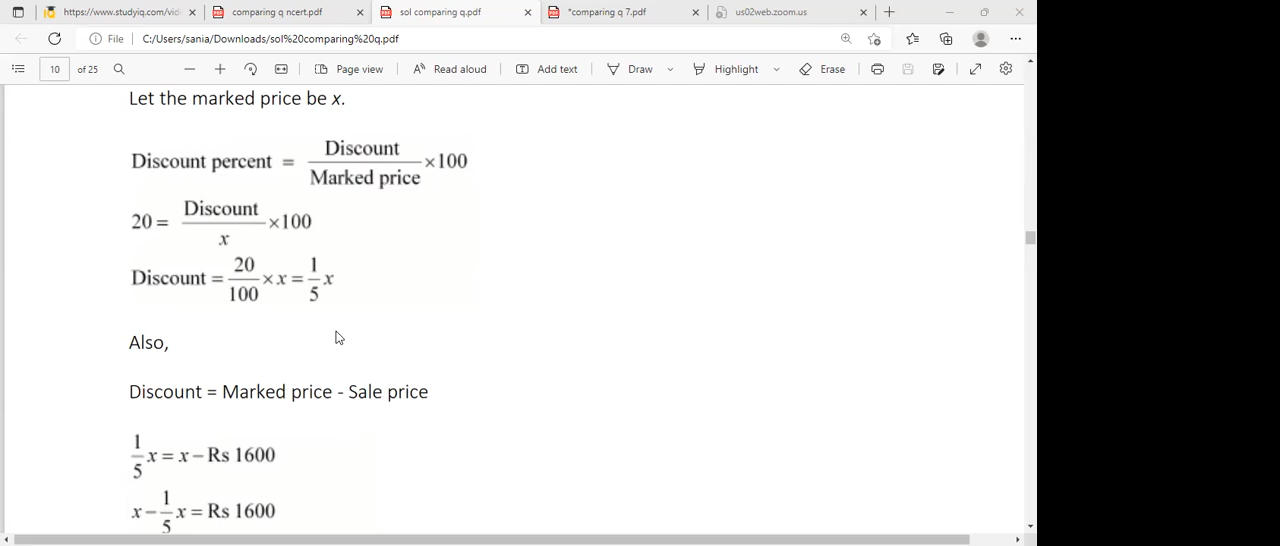 https://www.studyiq.com/vid
comparing q ncert.pdf
sol comparing q.pdf
*comparing q 7.pdf
us02web.zoom.us
File
C:/Users/sania/Downloads/sol%20comparing%20q.pdf
10 of 25
Page view
Read aloud
Add text
Draw
Highlight
Erase
Let the marked price be x.
Discount percent = Discount / Marked price ×100
20 = Discount / x ×100
Discount = 20/100 × x = 1/5 x
Also,
Discount = Marked price - Sale price
1/5 x = x − Rs 1600
x − 1/5 x = Rs 1600